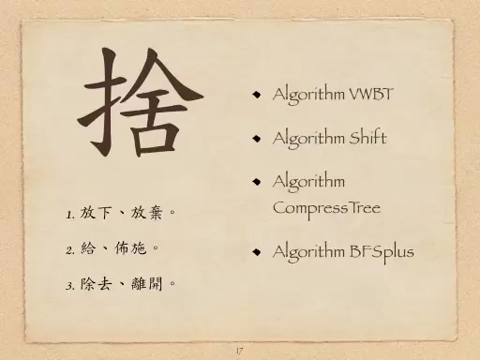 捨
1. 放下、放棄。
2. 給、佈施。
3. 除去、離開。
Algorithm VWBT
Algorithm Shift
Algorithm
CompressTree
Algorithm BFSplus
17